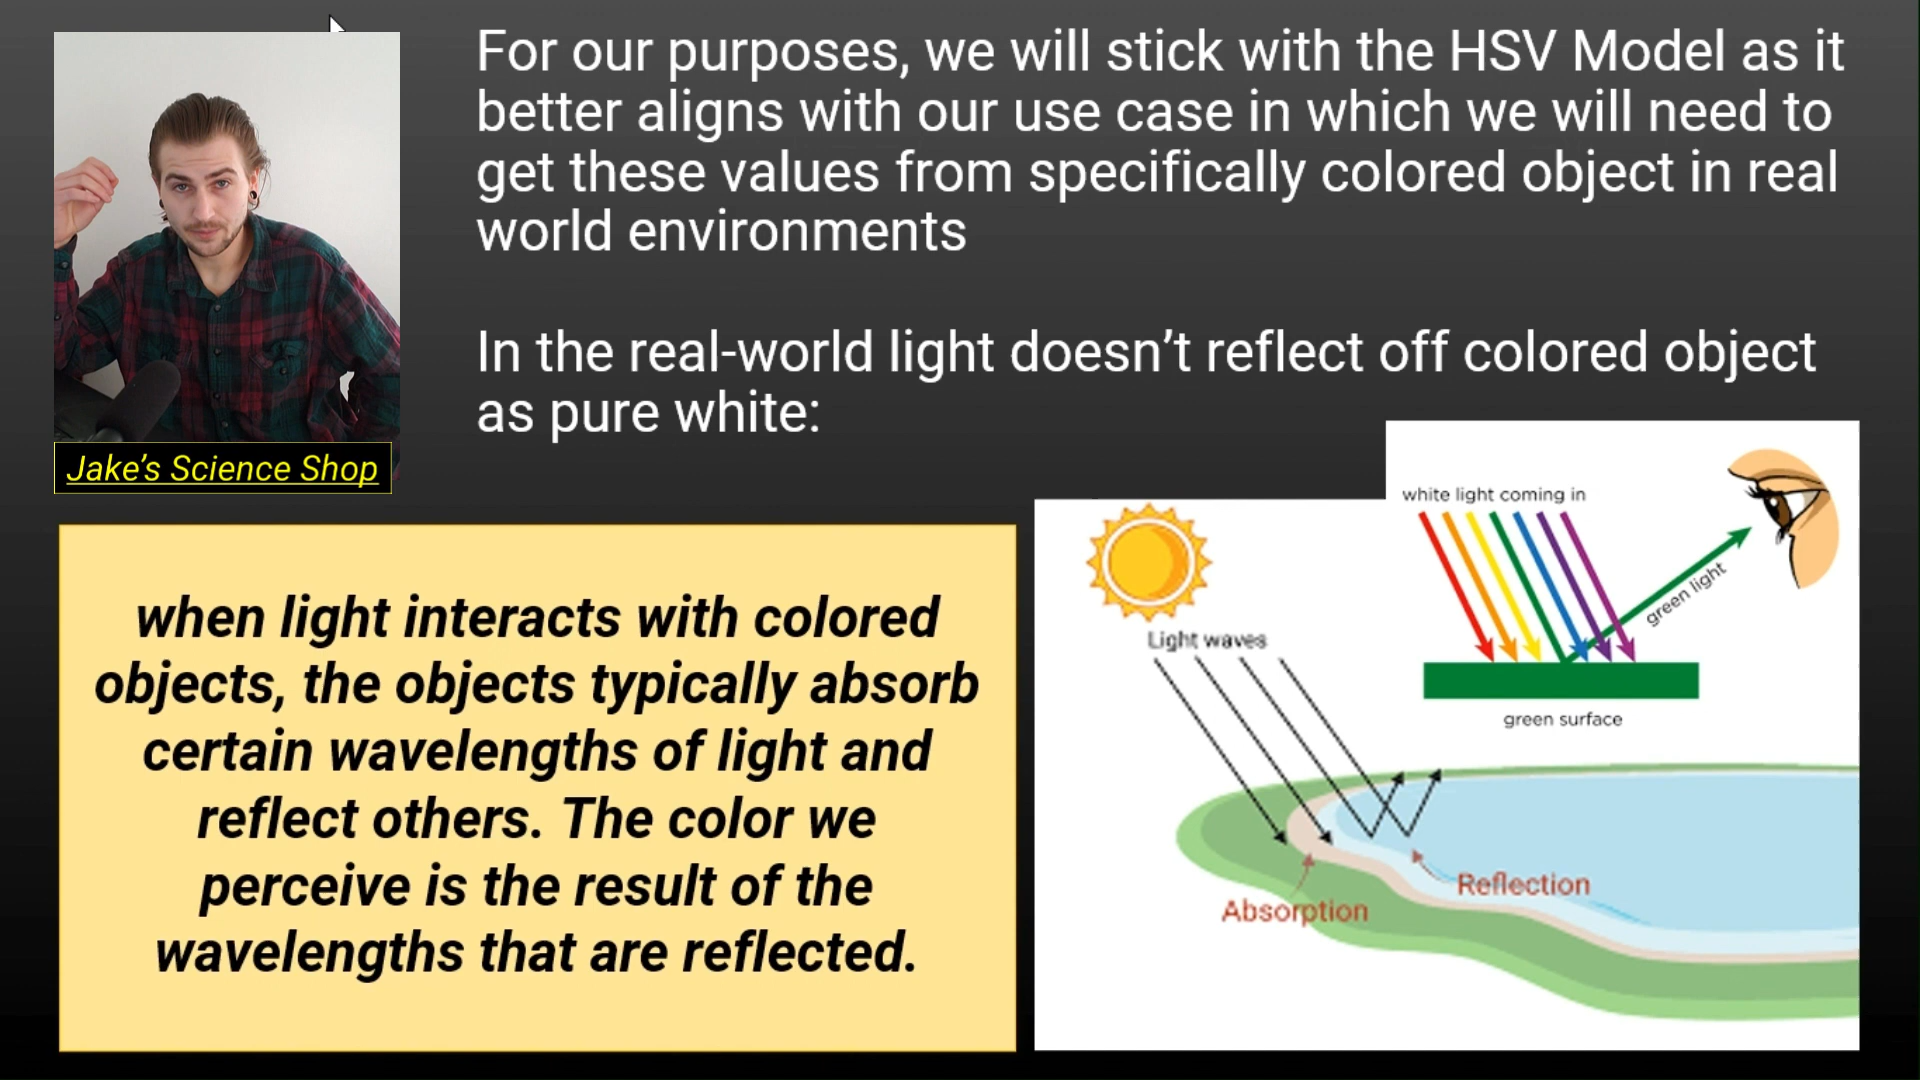 For our purposes, we will stick with the HSV Model as it
better aligns with our use case in which we will need to
get these values from specifically colored object in real
world environments
In the real-world light doesn’t reflect off colored object
as pure white:
Jake’s Science Shop
when light interacts with colored
objects, the objects typically absorb
certain wavelengths of light and
reflect others. The color we
perceive is the result of the
wavelengths that are reflected.
white light coming in
green light
green surface
Light waves
Reflection
Absorption